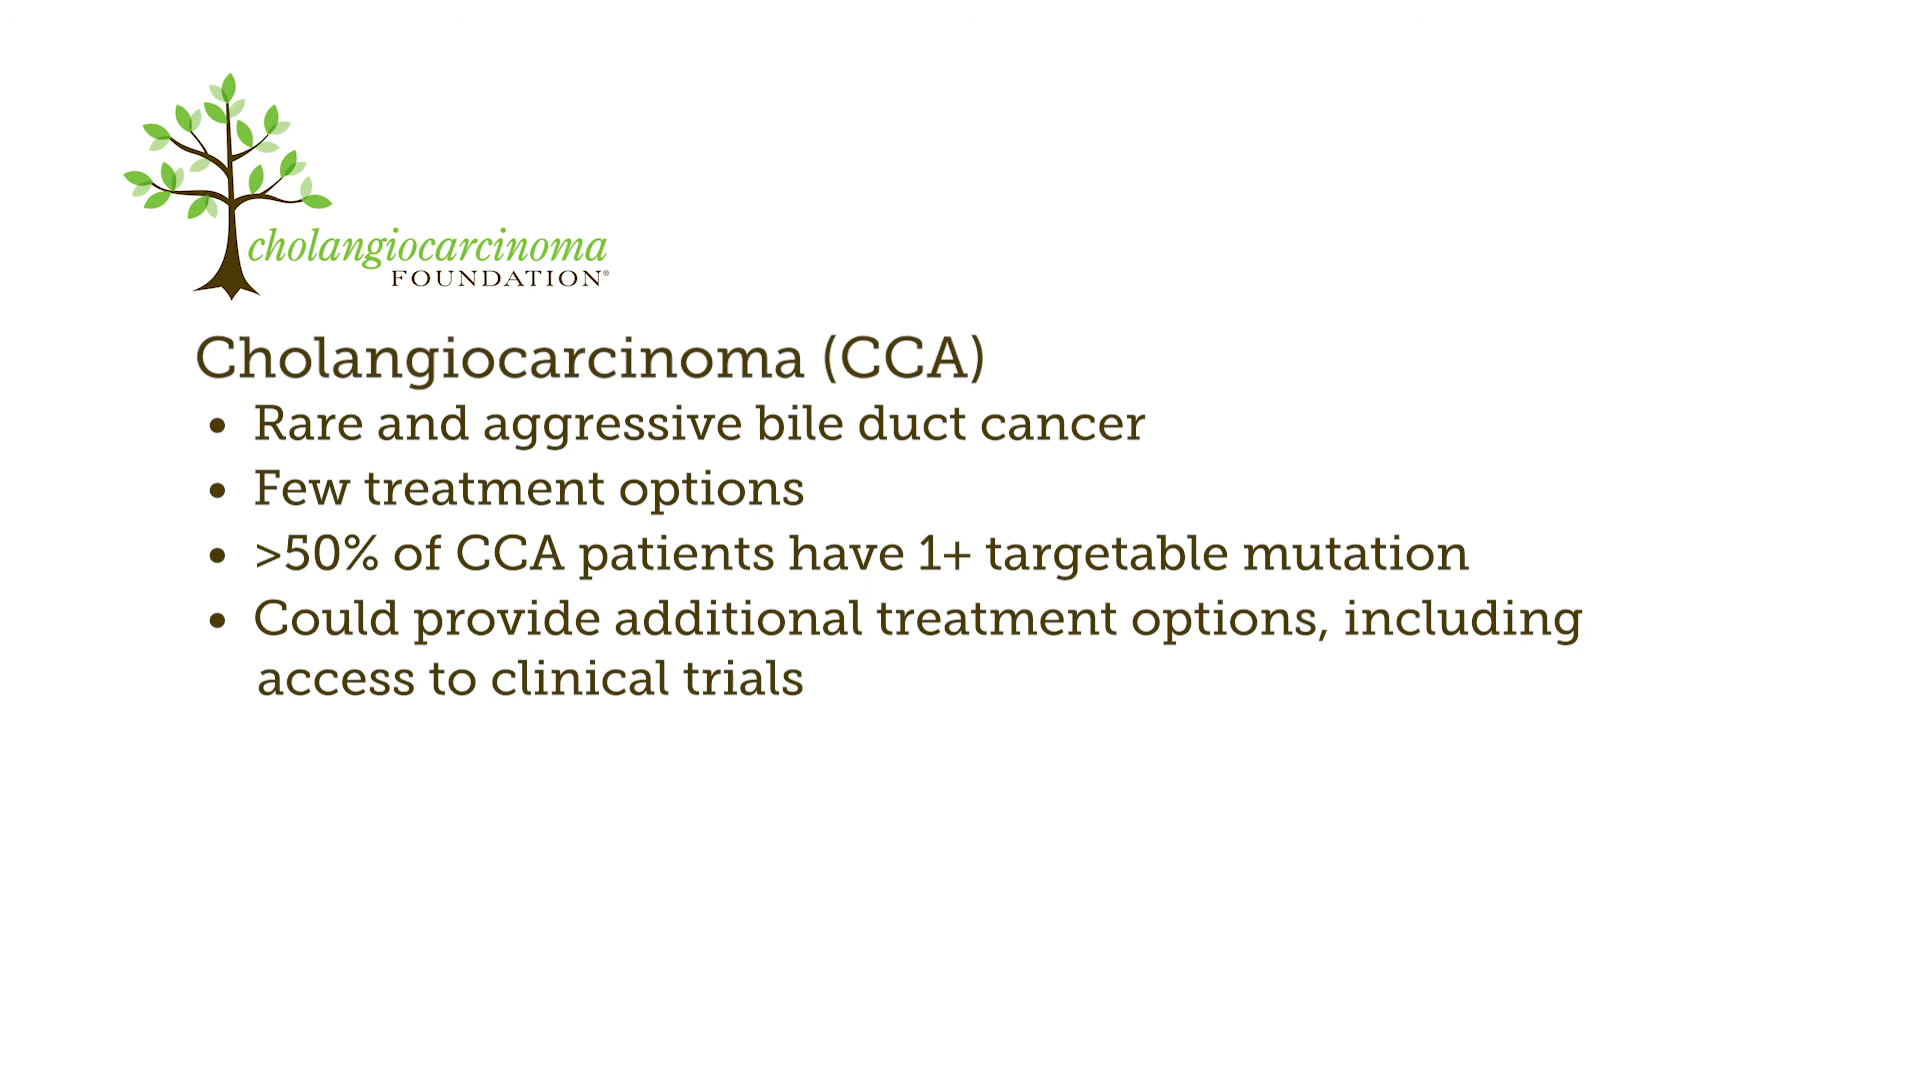 cholangiocarcinoma
FOUNDATION®
Cholangiocarcinoma (CCA)
• Rare and aggressive bile duct cancer
• Few treatment options
• >50% of CCA patients have 1+ targetable mutation
• Could provide additional treatment options, including
access to clinical trials